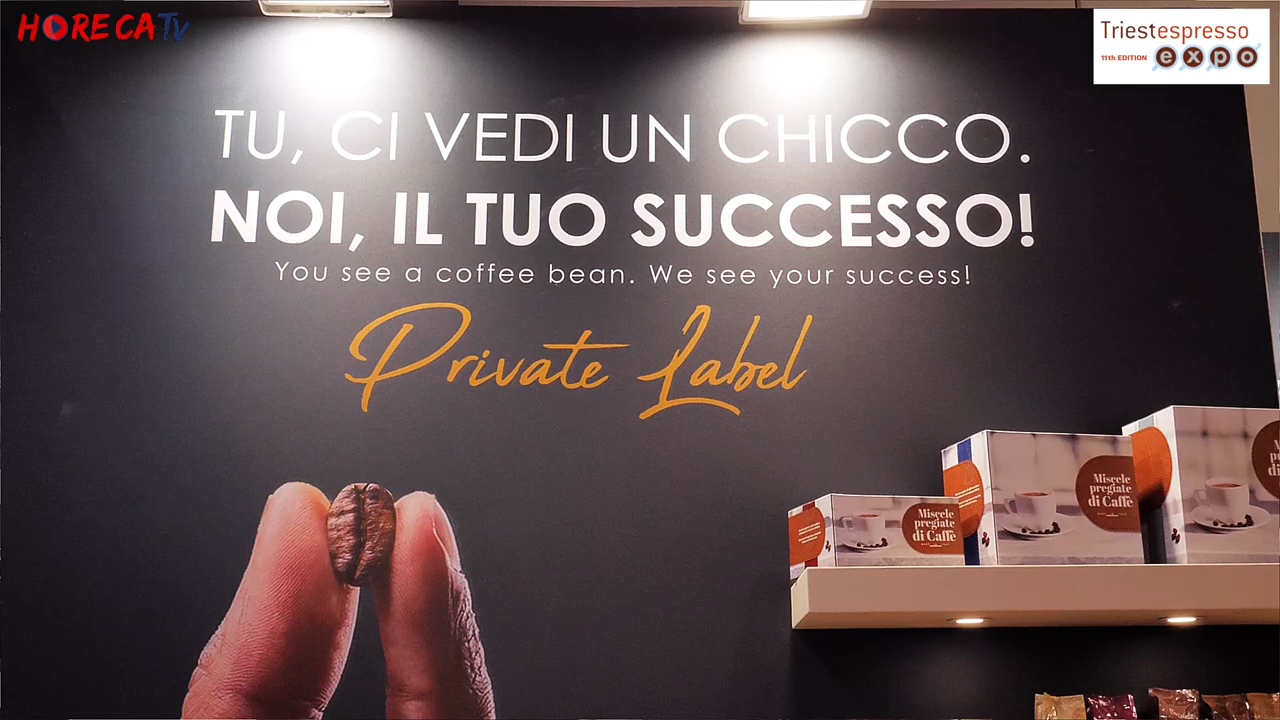 HORECATv
Triestespresso
11th EDITION expo
TU, CI VEDI UN CHICCO.
NOI, IL TUO SUCCESSO!
You see a coffee bean. We see your success!
Private Label
Miscele
pregiate
di Caffè
Miscele
pregiate
di Caffè